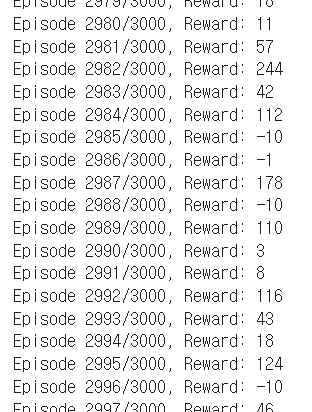 Episode 2979/3000, Reward: 18
Episode 2980/3000, Reward: 11
Episode 2981/3000, Reward: 57
Episode 2982/3000, Reward: 244
Episode 2983/3000, Reward: 42
Episode 2984/3000, Reward: 112
Episode 2985/3000, Reward: -10
Episode 2986/3000, Reward: -1
Episode 2987/3000, Reward: 178
Episode 2988/3000, Reward: -10
Episode 2989/3000, Reward: 110
Episode 2990/3000, Reward: 3
Episode 2991/3000, Reward: 8
Episode 2992/3000, Reward: 116
Episode 2993/3000, Reward: 43
Episode 2994/3000, Reward: 18
Episode 2995/3000, Reward: 124
Episode 2996/3000, Reward: -10
Episode 2997/3000, Reward: 46